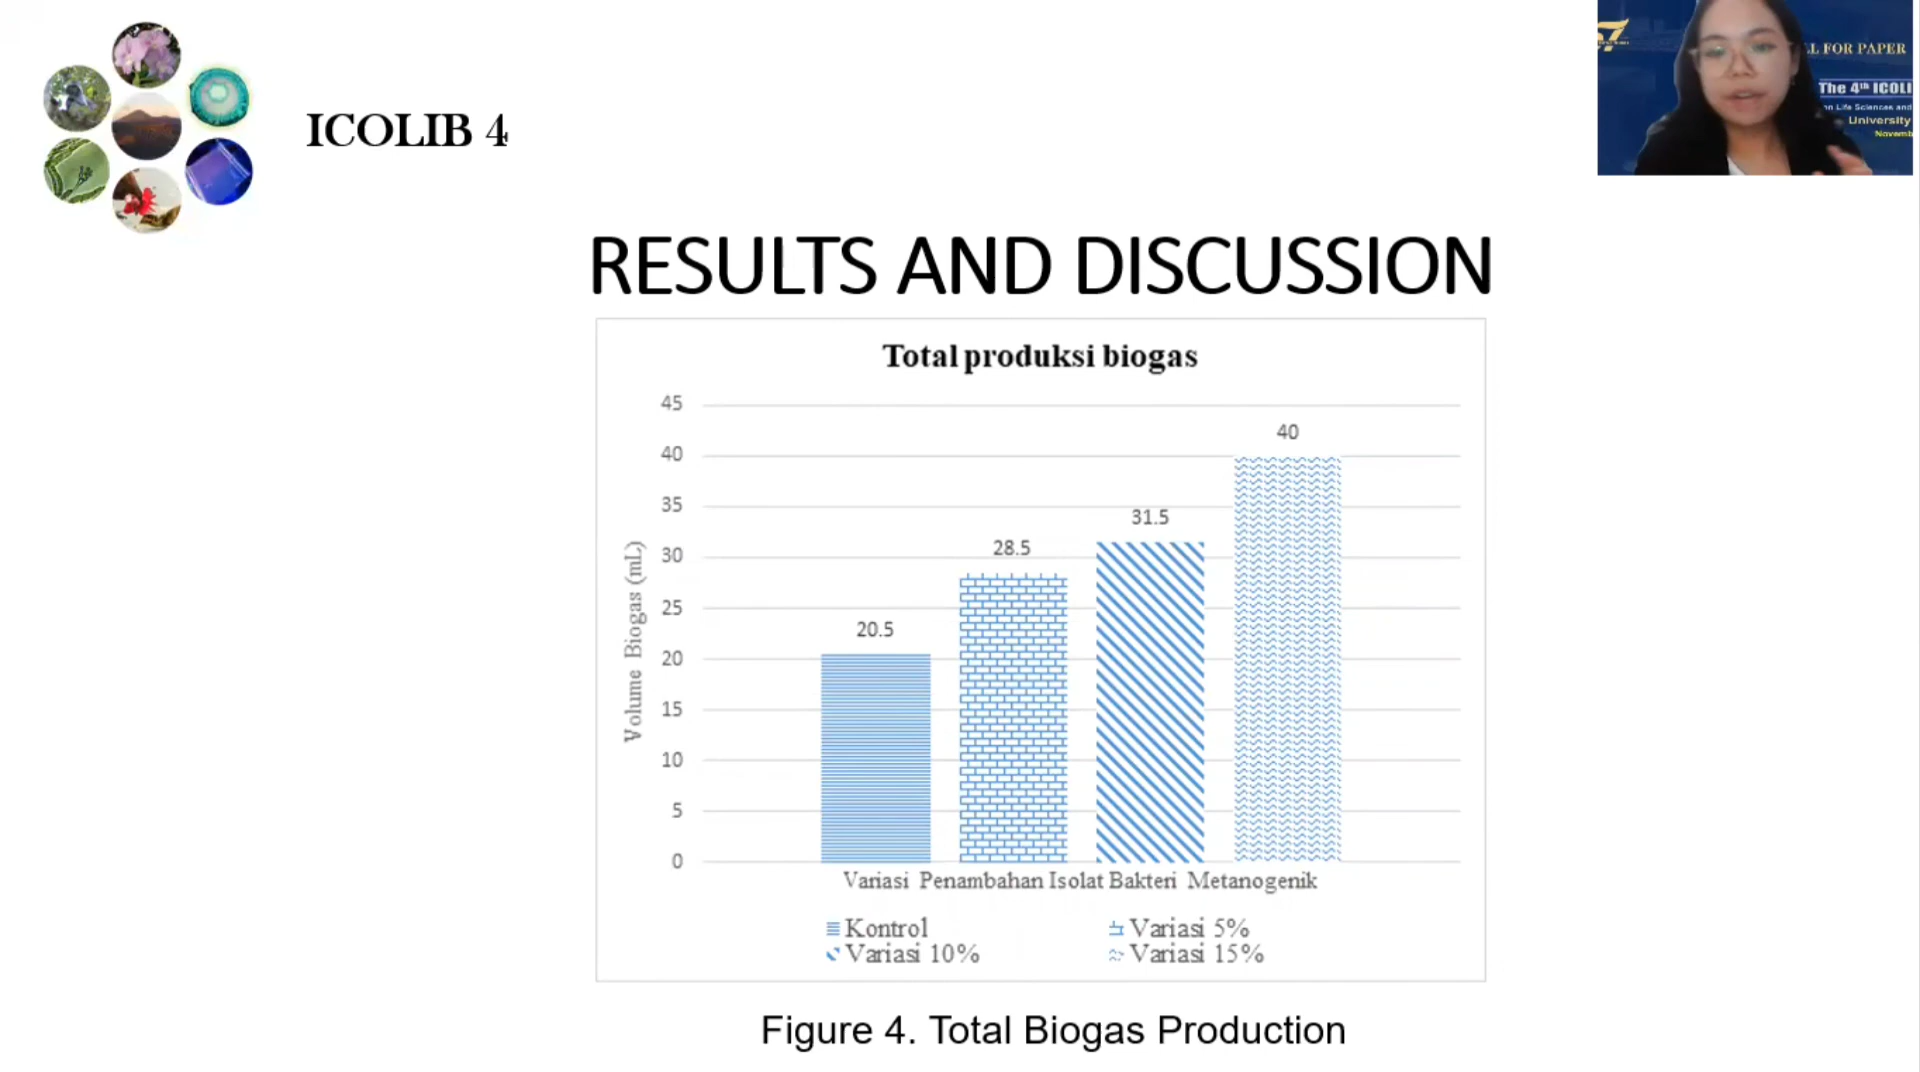 ICOLIB 4
LL FOR PAPER
The 4th ICOLI
on Life Sciences and
University
Novemb
RESULTS AND DISCUSSION
Total produksi biogas
45
40
35
30
25
20
15
10
5
0
Volume Biogas (mL)
20.5
28.5
31.5
40
Variasi Penambahan Isolat Bakteri Metanogenik
Kontrol
Variasi 5%
Variasi 10%
Variasi 15%
Figure 4. Total Biogas Production